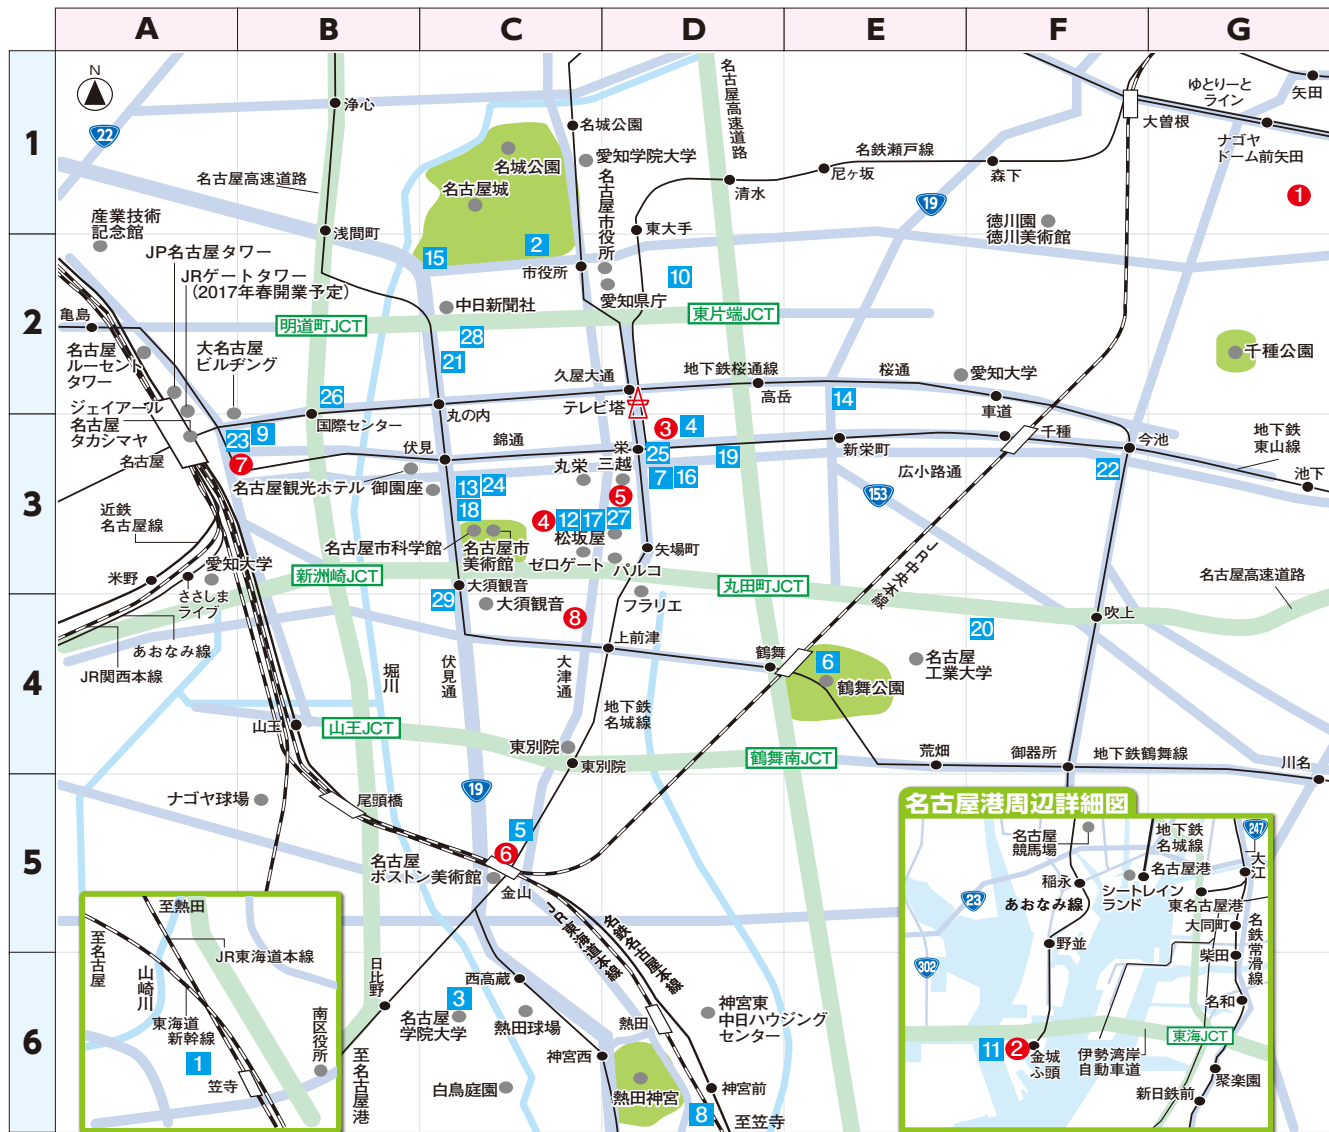 A B C D E F G
1
2
3
4
5
6
N
22
浄心
名城公園
名城公園
愛知学院大学
名古屋城
名古屋高速道路
浅間町
名古屋市役所
東大手
清水
名古屋高速道路
尼ヶ坂
名鉄瀬戸線
森下
19
徳川園
徳川美術館
大曽根
ゆとりーと
ライン
矢田
ナゴヤ
ドーム前矢田
1
産業技術
記念館
JP名古屋タワー
JRゲートタワー
(2017年春開業予定)
15
2
市役所
10
愛知県庁
中日新聞社
亀島
明道町JCT
東片端JCT
28
21
名古屋
ルーセント
タワー
大名古屋
ビルヂング
久屋大通
地下鉄桜通線
高岳
桜通
愛知大学
千種公園
26
14
車道
ジェイアール
名古屋
タカシマヤ
国際センター
丸の内
テレビ塔
3
4
23
9
7
名古屋
伏見
錦通
栄
25
19
新栄町
千種
今池
地下鉄
東山線
池下
名古屋観光ホテル
御園座
丸栄
三越
7
16
広小路通
153
22
13
24
18
5
4
12
17
27
近鉄
名古屋線
名古屋市科学館
名古屋市
美術館
松坂屋
ゼロゲート
パルコ
矢場町
JR中央本線
米野
愛知大学
ささしま
ライブ
新洲崎JCT
大須観音
丸田町JCT
名古屋高速道路
29
大須観音
8
フラリエ
吹上
20
あおなみ線
JR関西本線
上前津
鶴舞
6
鶴舞公園
名古屋
工業大学
堀川
伏見通
大津通
地下鉄
名城線
山王
山王JCT
東別院
東別院
鶴舞南JCT
荒畑
御器所
地下鉄鶴舞線
川名
ナゴヤ球場
尾頭橋
19
5
6
名古屋
ボストン美術館
金山
JR東海道本線
名鉄名古屋本線
日比野
西高蔵
3
名古屋
学院大学
熱田球場
熱田
神宮東
中日ハウジング
センター
至名古屋港
神宮西
白鳥庭園
熱田神宮
神宮前
8
至笠寺
至熱田
至名古屋
JR東海道本線
山崎川
東海道
新幹線
1
笠寺
南区役所
名古屋港周辺詳細図
名古屋
競馬場
地下鉄
名城線
247
名古屋港
大江
稲永
シートレイン
ランド
23
あおなみ線
東名古屋港
大同町
名鉄常滑線
野並
柴田
302
名和
東海JCT
11
2
金城
ふ頭
伊勢湾岸
自動車道
聚楽園
新日鉄前